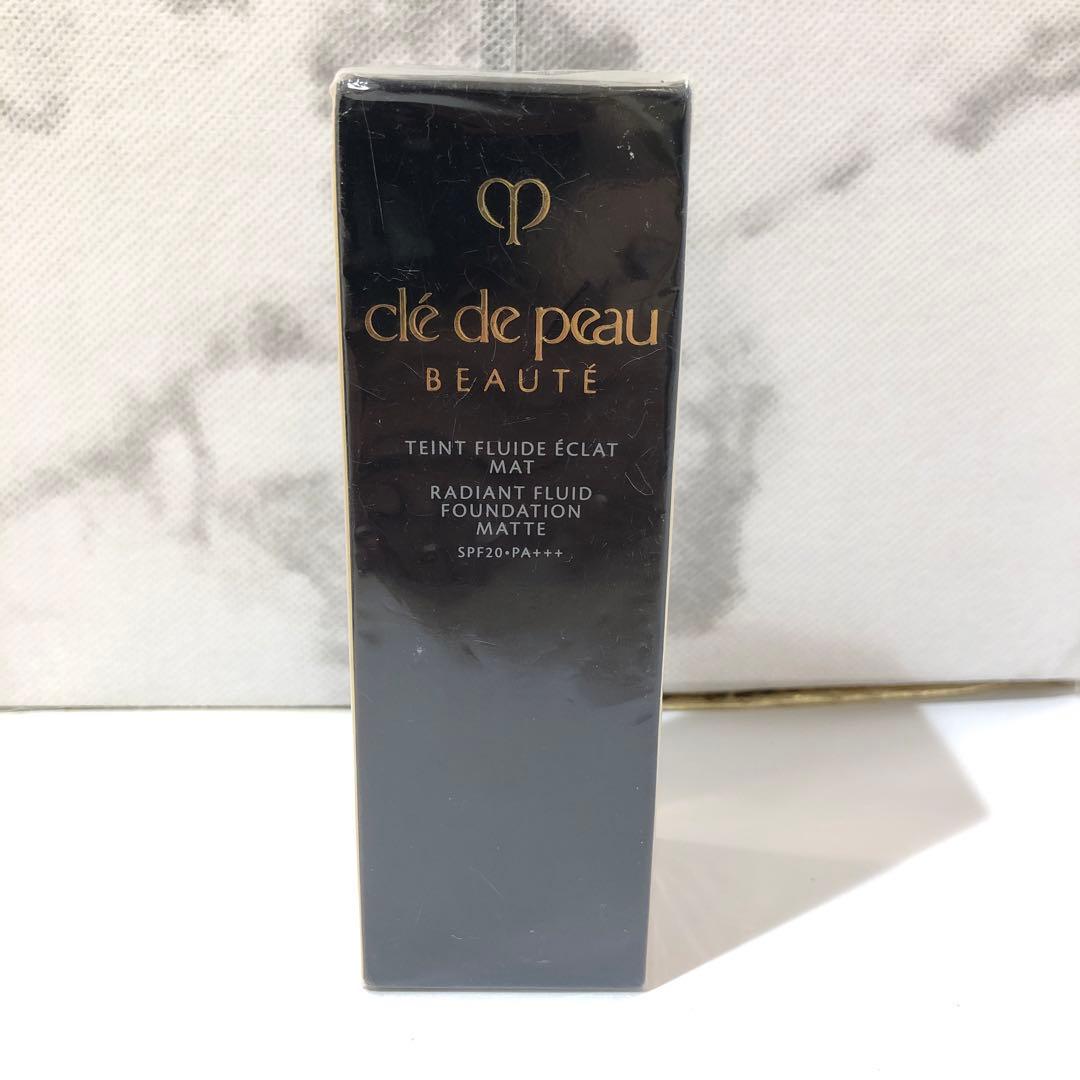 clé de peau
BEAUTÉ
TEINT FLUIDE ÉCLAT
MAT
RADIANT FLUID
FOUNDATION
MATTE
SPF20•PA+++